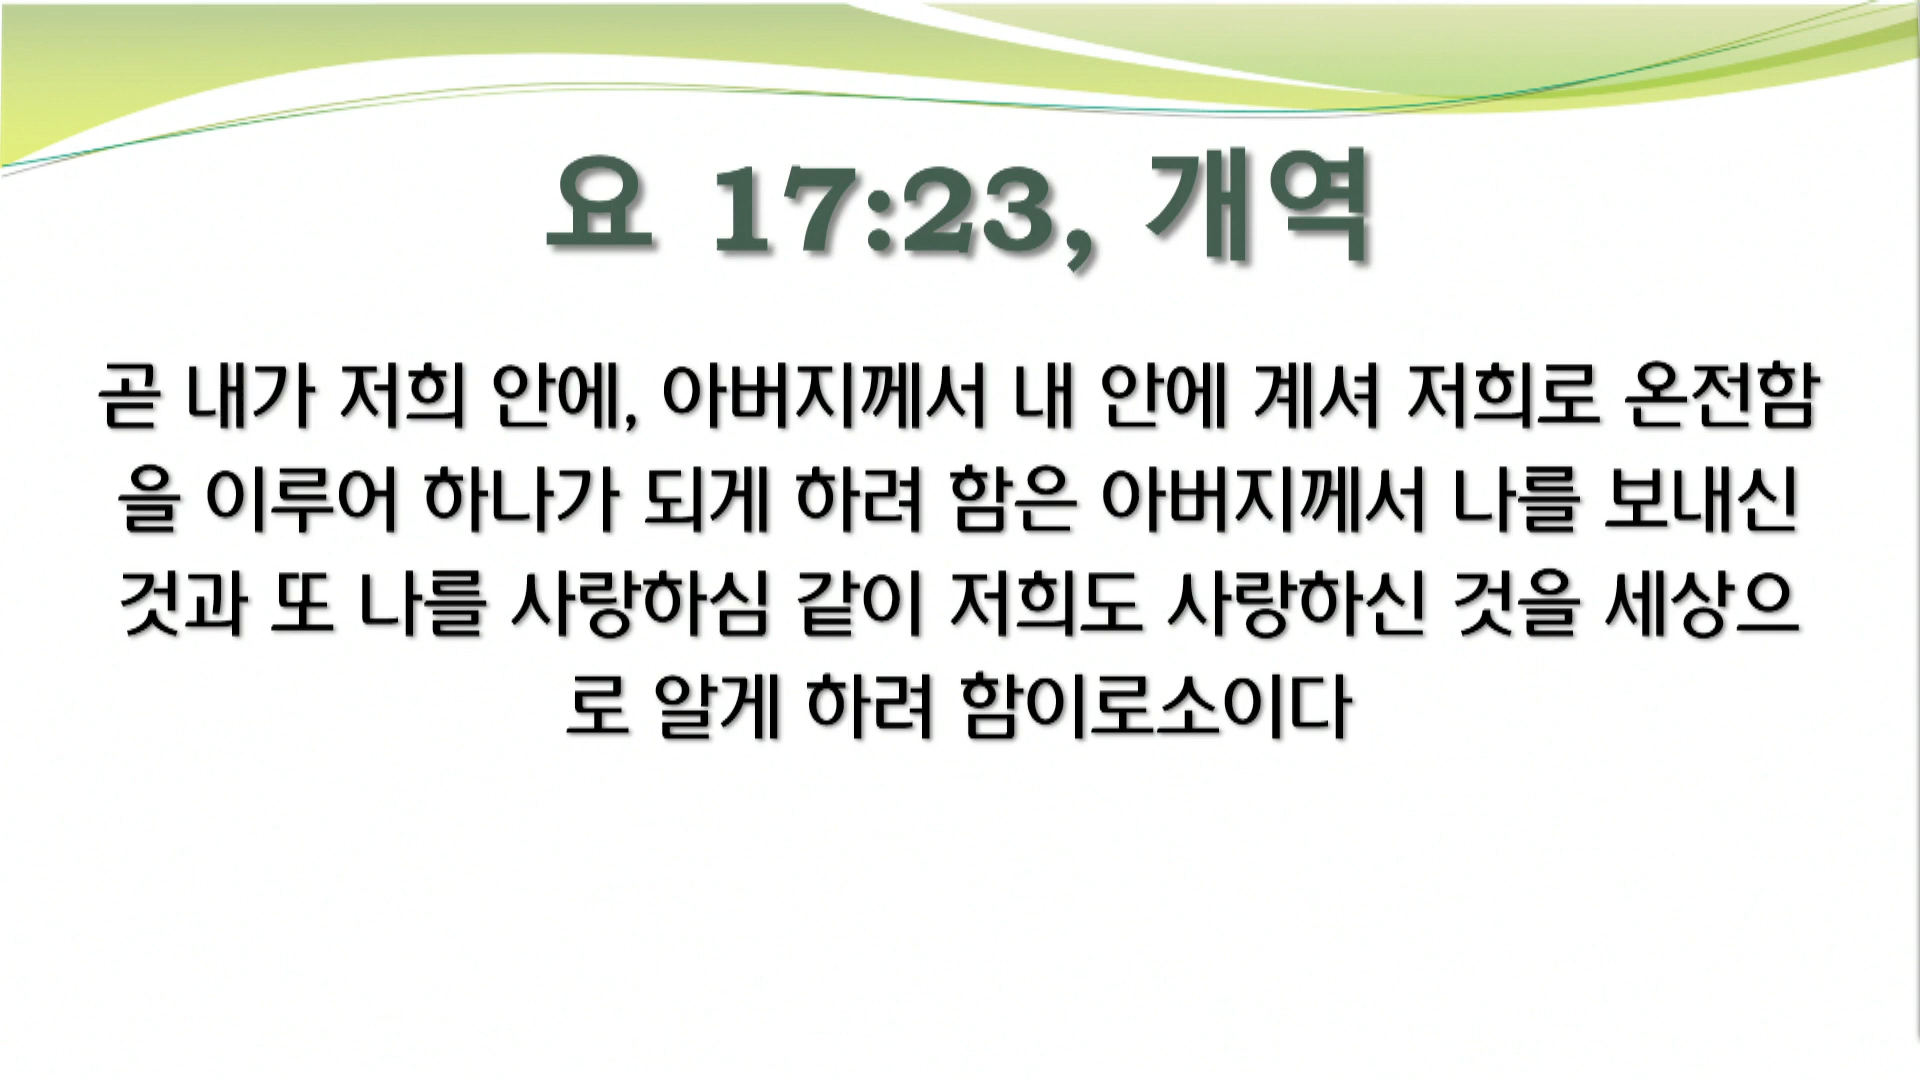 요 17:23, 개역
곧 내가 저희 안에, 아버지께서 내 안에 계셔 저희로 온전함
을 이루어 하나가 되게 하려 함은 아버지께서 나를 보내신
것과 또 나를 사랑하심 같이 저희도 사랑하신 것을 세상으
로 알게 하려 함이로소이다